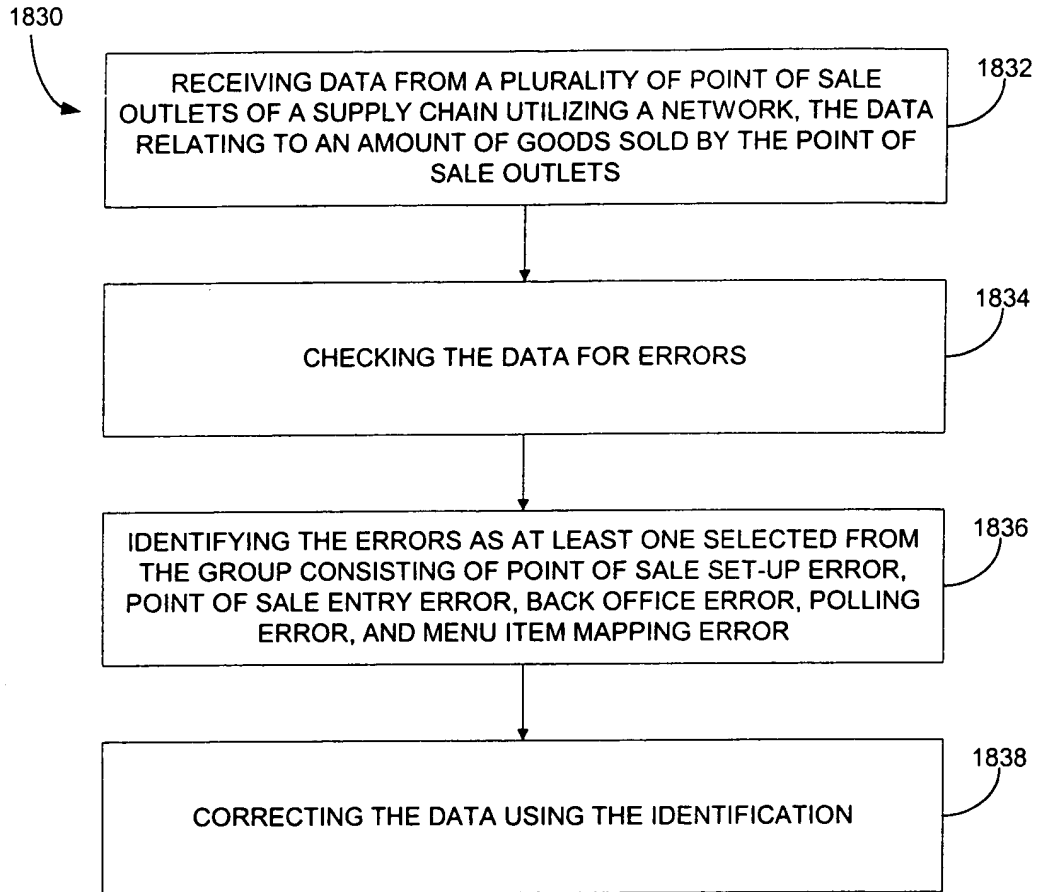 1830
RECEIVING DATA FROM A PLURALITY OF POINT OF SALE
OUTLETS OF A SUPPLY CHAIN UTILIZING A NETWORK, THE DATA
RELATING TO AN AMOUNT OF GOODS SOLD BY THE POINT OF
SALE OUTLETS
1832
CHECKING THE DATA FOR ERRORS
1834
IDENTIFYING THE ERRORS AS AT LEAST ONE SELECTED FROM
THE GROUP CONSISTING OF POINT OF SALE SET-UP ERROR,
POINT OF SALE ENTRY ERROR, BACK OFFICE ERROR, POLLING
ERROR, AND MENU ITEM MAPPING ERROR
1836
CORRECTING THE DATA USING THE IDENTIFICATION
1838